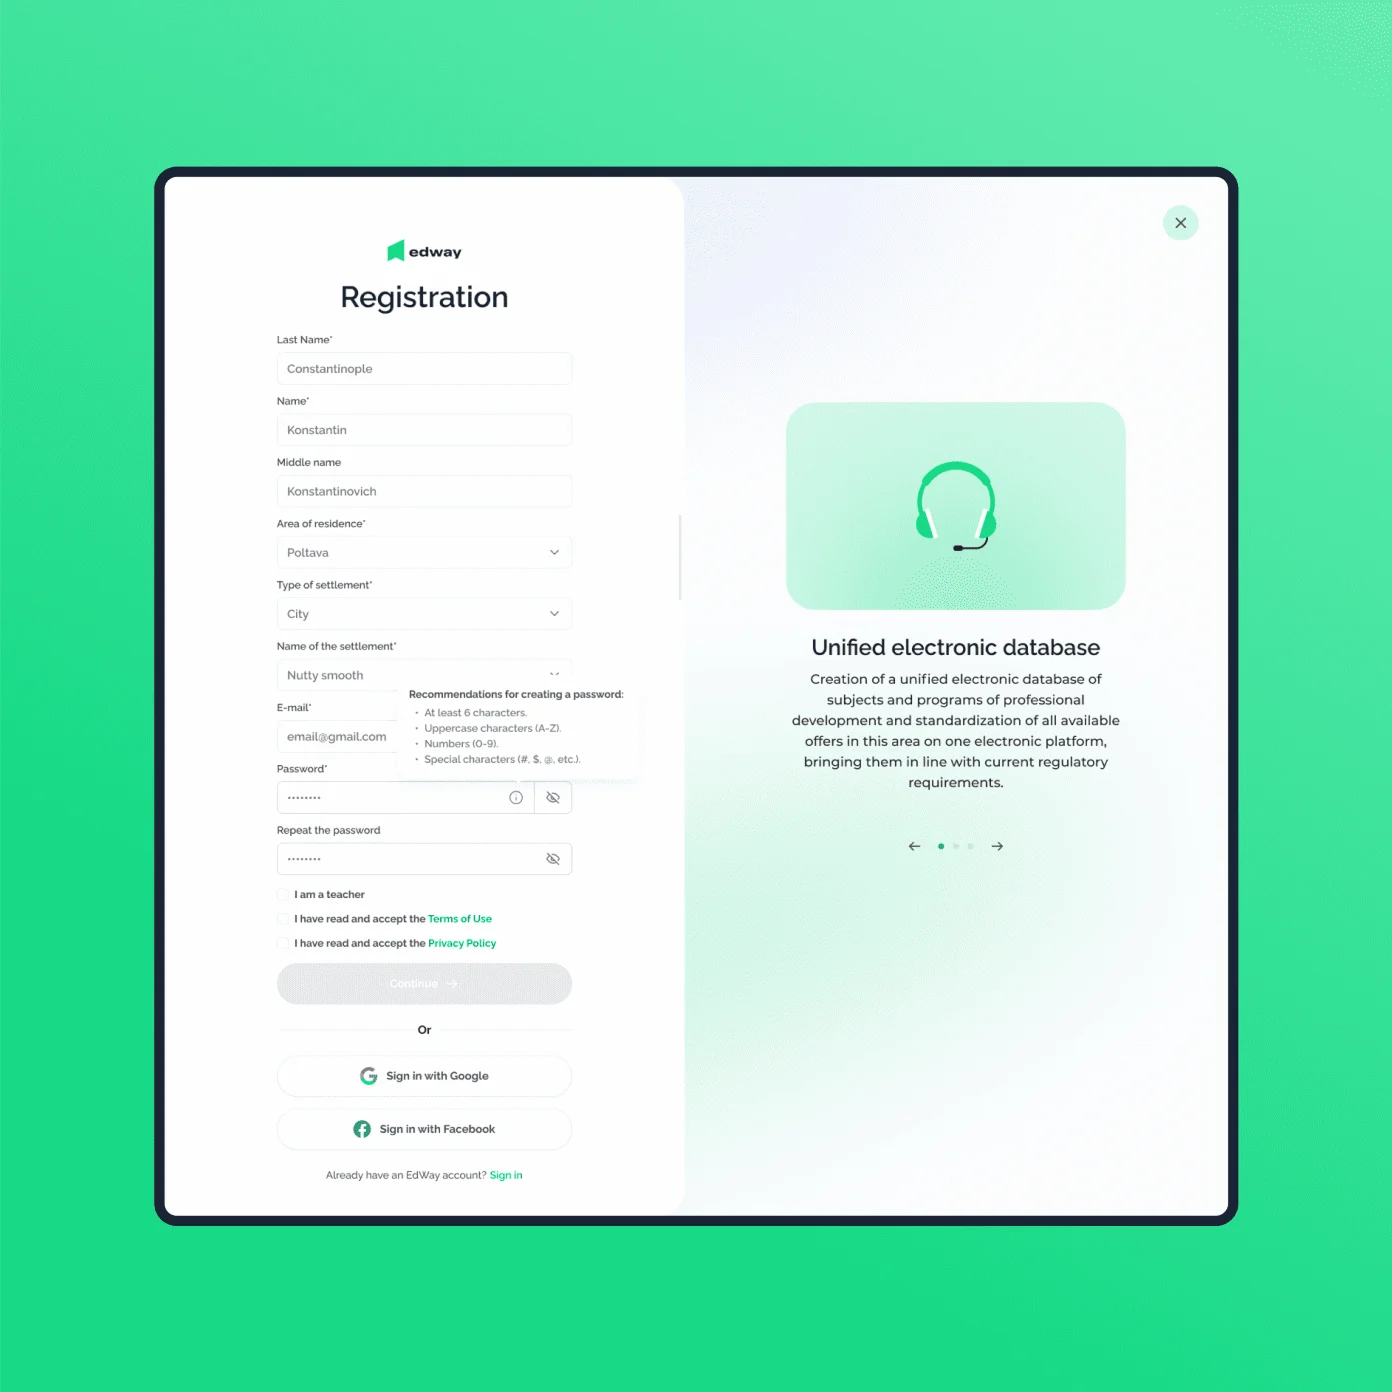 edway
Registration
Last Name*
Constantinople
Name*
Konstantin
Middle name
Konstantinovich
Area of residence*
Poltava
Type of settlement*
City
Name of the settlement*
Nutty smooth
Recommendations for creating a password:
• At least 6 characters.
• Uppercase characters (A-Z).
• Numbers (0-9).
• Special characters (#, $, @, etc.).
E-mail*
email@gmail.com
Password*
Repeat the password
I am a teacher
I have read and accept the Terms of Use
I have read and accept the Privacy Policy
Continue →
Or
Sign in with Google
Sign in with Facebook
Already have an EdWay account? Sign in
Unified electronic database
Creation of a unified electronic database of
subjects and programs of professional
development and standardization of all available
offers in this area on one electronic platform,
bringing them in line with current regulatory
requirements.